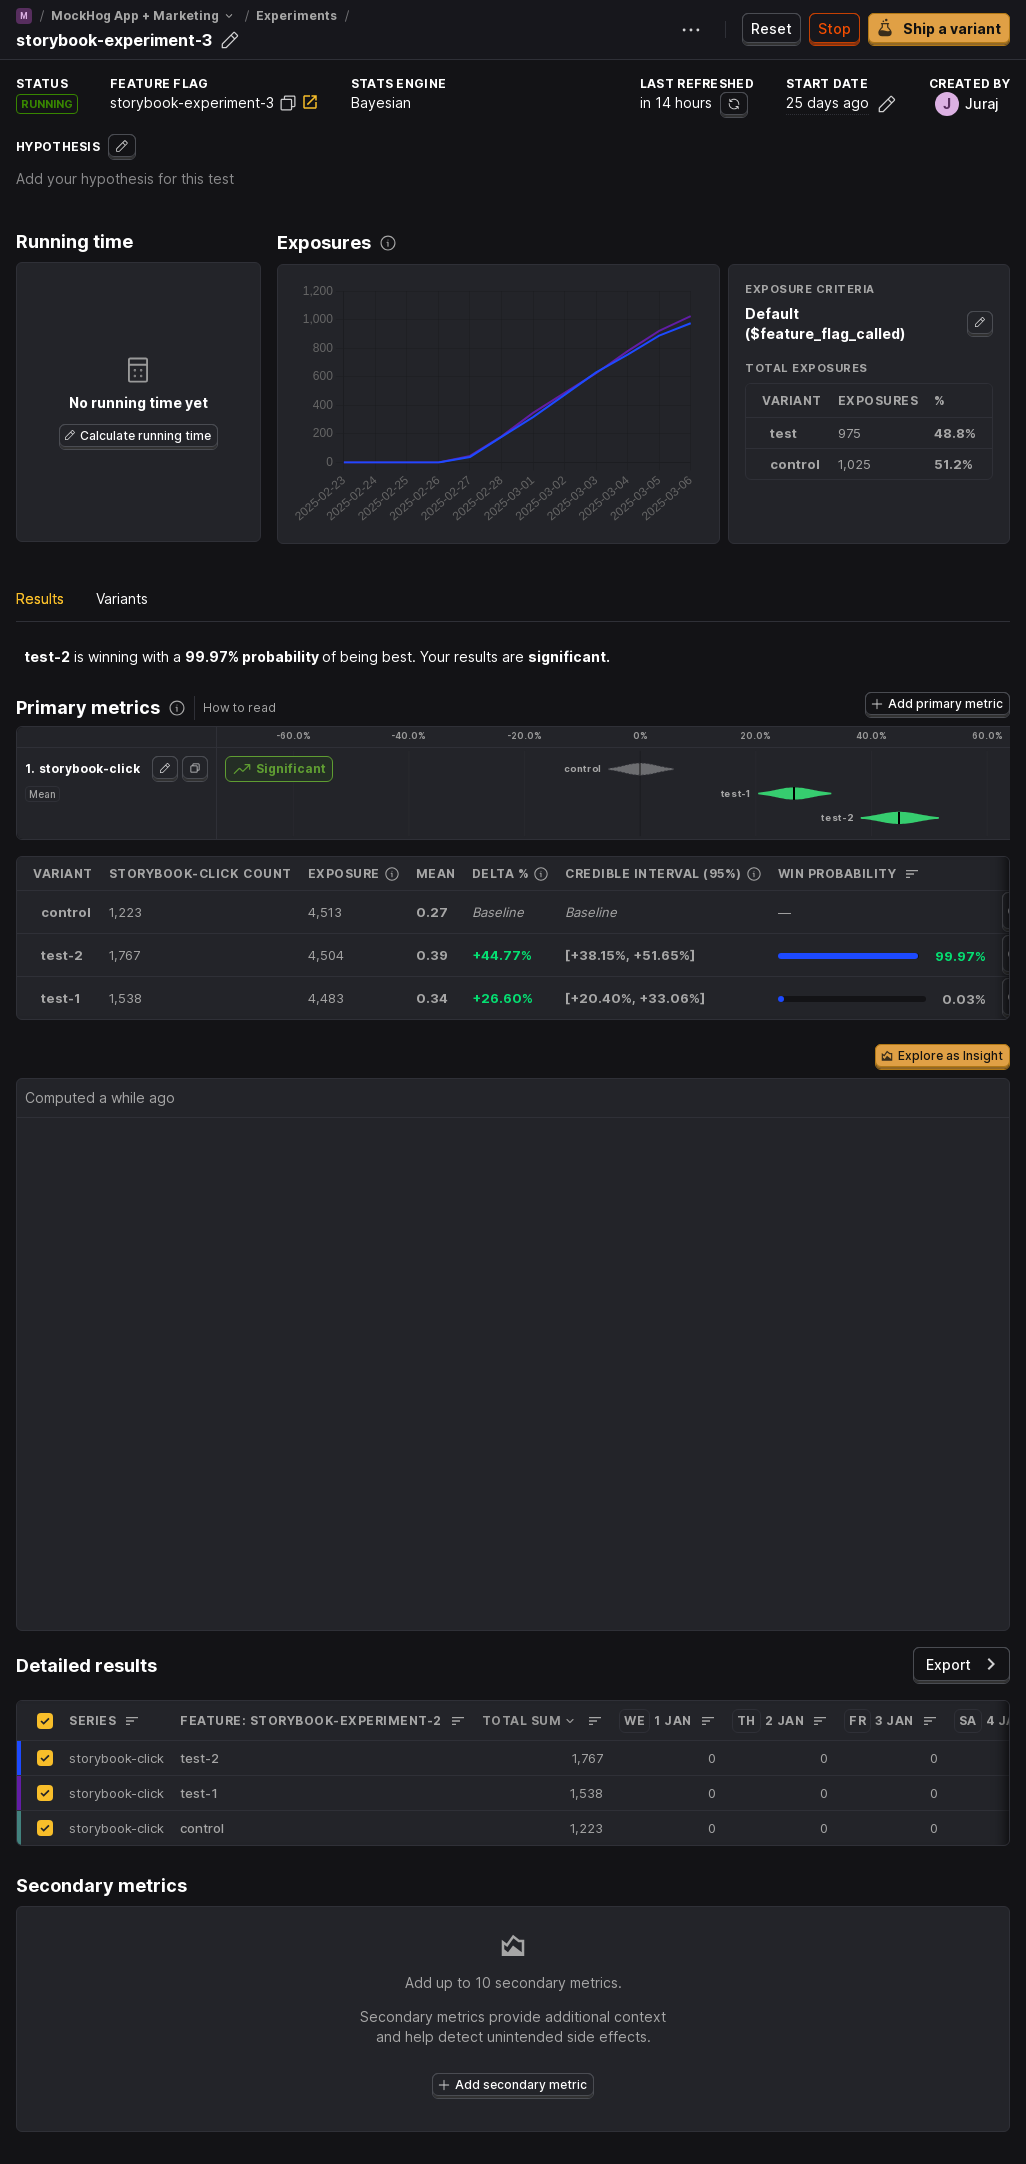 M / MockHog App + Marketing / Experiments /
storybook-experiment-3
Reset
Stop
Ship a variant
STATUS
RUNNING
FEATURE FLAG
storybook-experiment-3
STATS ENGINE
Bayesian
LAST REFRESHED
in 14 hours
START DATE
25 days ago
CREATED BY
J Juraj
HYPOTHESIS
Add your hypothesis for this test
Running time
No running time yet
Calculate running time
Exposures
1,200
1,000
800
600
400
200
0
2025-02-23
2025-02-24
2025-02-25
2025-02-26
2025-02-27
2025-02-28
2025-03-01
2025-03-02
2025-03-03
2025-03-04
2025-03-05
2025-03-06
EXPOSURE CRITERIA
Default
($feature_flag_called)
TOTAL EXPOSURES
VARIANT EXPOSURES %
test 975 48.8%
control 1,025 51.2%
Results Variants
test-2 is winning with a 99.97% probability of being best. Your results are significant.
Primary metrics How to read
Add primary metric
-60.0% -40.0% -20.0% 0% 20.0% 40.0% 60.0%
1. storybook-click
Mean
Significant
control
test-1
test-2
VARIANT STORYBOOK-CLICK COUNT EXPOSURE MEAN DELTA % CREDIBLE INTERVAL (95%) WIN PROBABILITY
control 1,223 4,513 0.27 Baseline Baseline —
test-2 1,767 4,504 0.39 +44.77% [+38.15%, +51.65%] 99.97%
test-1 1,538 4,483 0.34 +26.60% [+20.40%, +33.06%] 0.03%
Explore as Insight
Computed a while ago
Detailed results
Export
SERIES FEATURE: STORYBOOK-EXPERIMENT-2 TOTAL SUM WE 1 JAN TH 2 JAN FR 3 JAN SA 4
storybook-click test-2 1,767 0 0 0
storybook-click test-1 1,538 0 0 0
storybook-click control 1,223 0 0 0
Secondary metrics
Add up to 10 secondary metrics.
Secondary metrics provide additional context
and help detect unintended side effects.
Add secondary metric